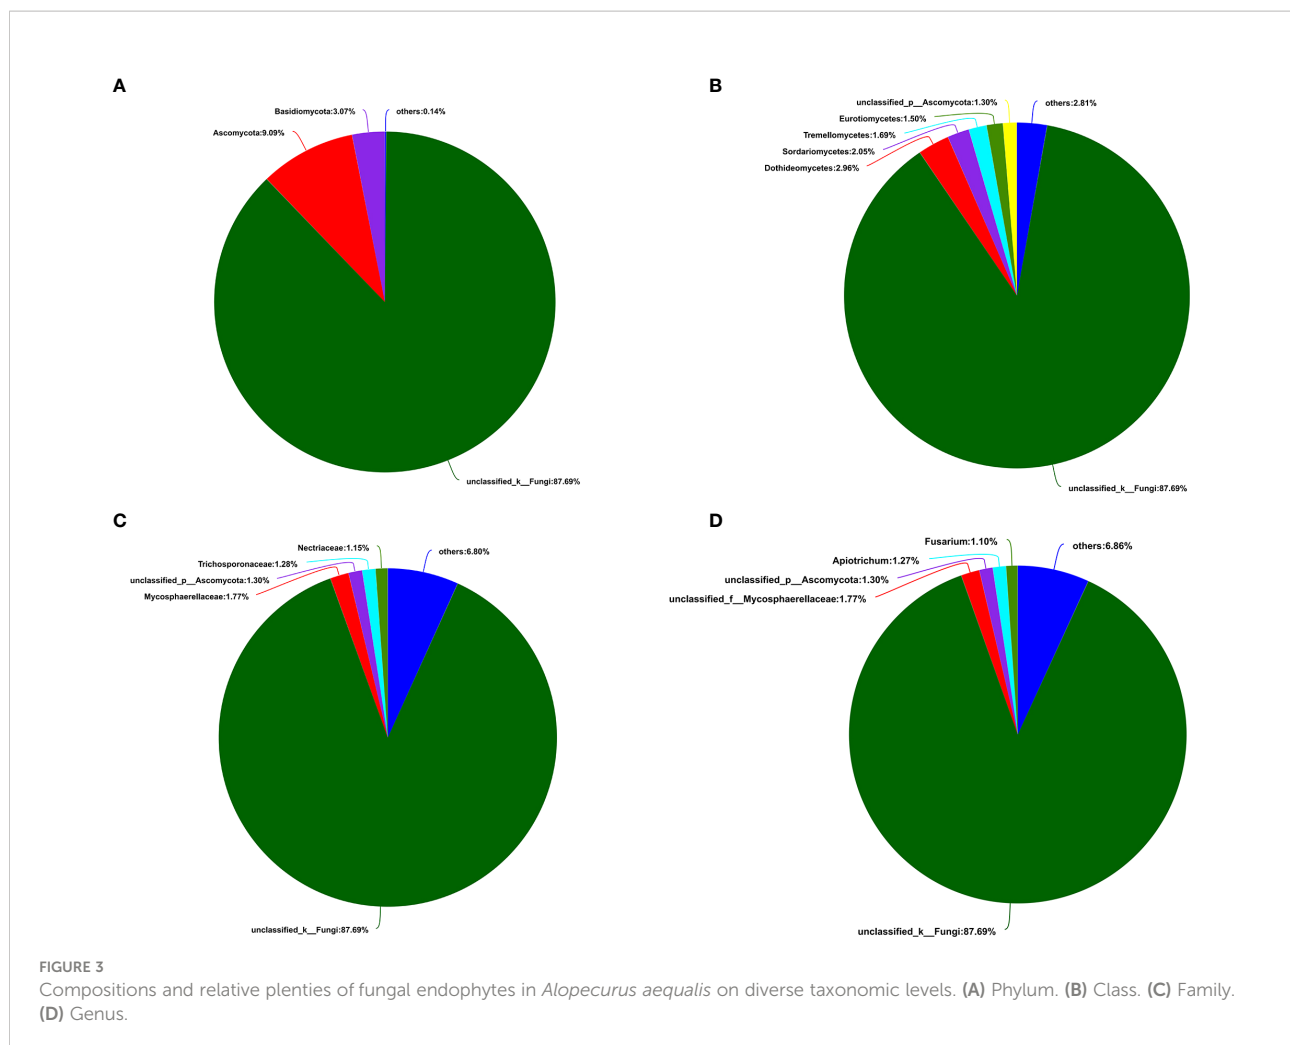 A
Basidiomycota:3.07%
others:0.14%
Ascomycota:9.09%
unclassified_k__Fungi:87.69%
B
unclassified_p__Ascomycota:1.30%
others:2.81%
Eurotiomycetes:1.50%
Tremellomycetes:1.69%
Sordariomycetes:2.05%
Dothideomycetes:2.96%
unclassified_k__Fungi:87.69%
C
Nectriaceae:1.15%
others:6.80%
Trichosporonaceae:1.28%
unclassified_p__Ascomycota:1.30%
Mycosphaerellaceae:1.77%
unclassified_k__Fungi:87.69%
D
Fusarium:1.10%
others:6.86%
Apiotrichum:1.27%
unclassified_p__Ascomycota:1.30%
unclassified_f__Mycosphaerellaceae:1.77%
unclassified_k__Fungi:87.69%
FIGURE 3
Compositions and relative plenties of fungal endophytes in Alopecurus aequalis on diverse taxonomic levels. (A) Phylum. (B) Class. (C) Family.
(D) Genus.